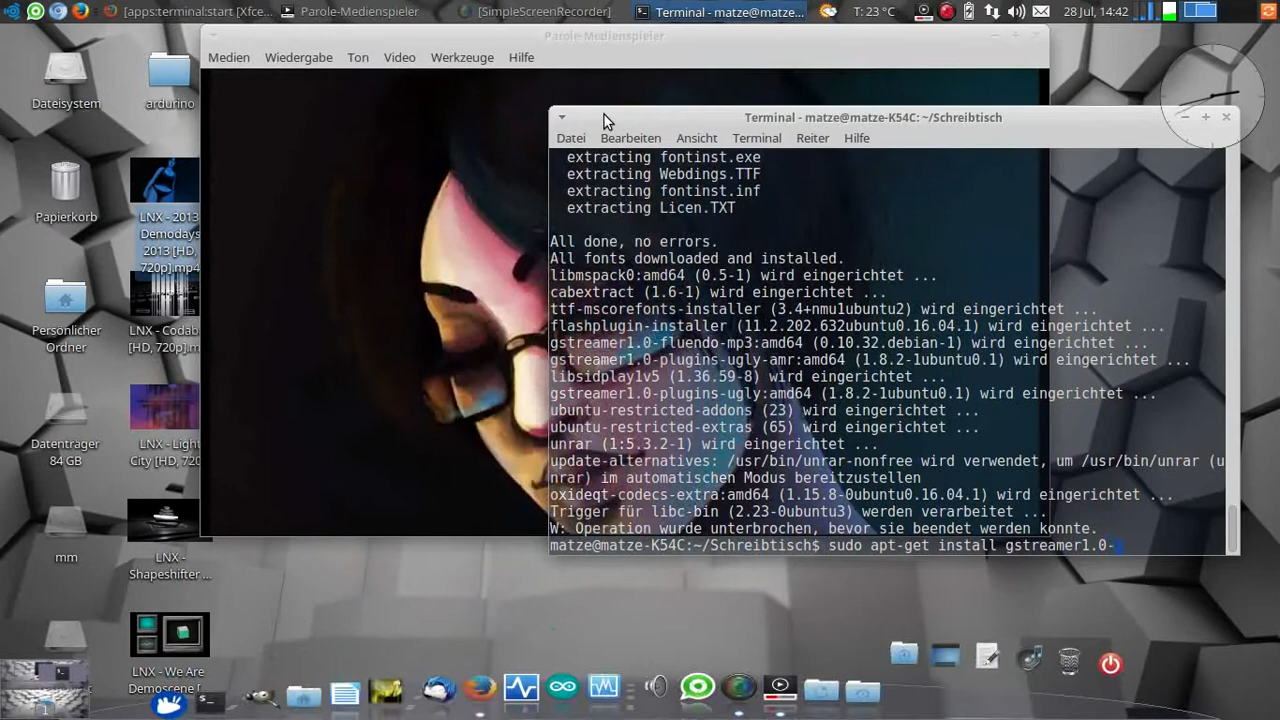 [apps:terminal:start [Xfce...
Parole-Medienspieler
[SimpleScreenRecorder]
Terminal - matze@matze...
T: 23 °C
28 Jul, 14:42
Parole-Medienspieler
Medien Wiedergabe Ton Video Werkzeuge Hilfe
Terminal - matze@matze-K54C: ~/Schreibtisch
Datei Bearbeiten Ansicht Terminal Reiter Hilfe
extracting fontinst.exe
extracting Webdings.TTF
extracting fontinst.inf
extracting Licen.TXT
All done, no errors.
All fonts downloaded and installed.
libmspack0:amd64 (0.5-1) wird eingerichtet ...
cabextract (1.6-1) wird eingerichtet ...
ttf-mscorefonts-installer (3.4+nmu1ubuntu2) wird eingerichtet ...
flashplugin-installer (11.2.202.632ubuntu0.16.04.1) wird eingerichtet ...
gstreamer1.0-fluendo-mp3:amd64 (0.10.32.debian-1) wird eingerichtet ...
gstreamer1.0-plugins-ugly-amr:amd64 (1.8.2-1ubuntu0.1) wird eingerichtet ...
libsidplay1v5 (1.36.59-8) wird eingerichtet ...
gstreamer1.0-plugins-ugly:amd64 (1.8.2-1ubuntu0.1) wird eingerichtet ...
ubuntu-restricted-addons (23) wird eingerichtet ...
ubuntu-restricted-extras (65) wird eingerichtet ...
unrar (1:5.3.2-1) wird eingerichtet ...
update-alternatives: /usr/bin/unrar-nonfree wird verwendet, um /usr/bin/unrar (u
nrar) im automatischen Modus bereitzustellen
oxideqt-codecs-extra:amd64 (1.15.8-0ubuntu0.16.04.1) wird eingerichtet ...
Trigger für libc-bin (2.23-0ubuntu3) werden verarbeitet ...
W: Operation wurde unterbrochen, bevor sie beendet werden konnte.
matze@matze-K54C:~/Schreibtisch$ sudo apt-get install gstreamer1.0-
Dateisystem
Papierkorb
Persönlicher
Ordner
Datenträger
84 GB
mm
ardurino
LNX - 2013
Demodays
2013 [HD,
720p].mp4
LNX - Codab
[HD, 720p].m
LNX - Light
City [HD, 720
LNX -
Shapeshifter
LNX - We Are
Demoscene [
1